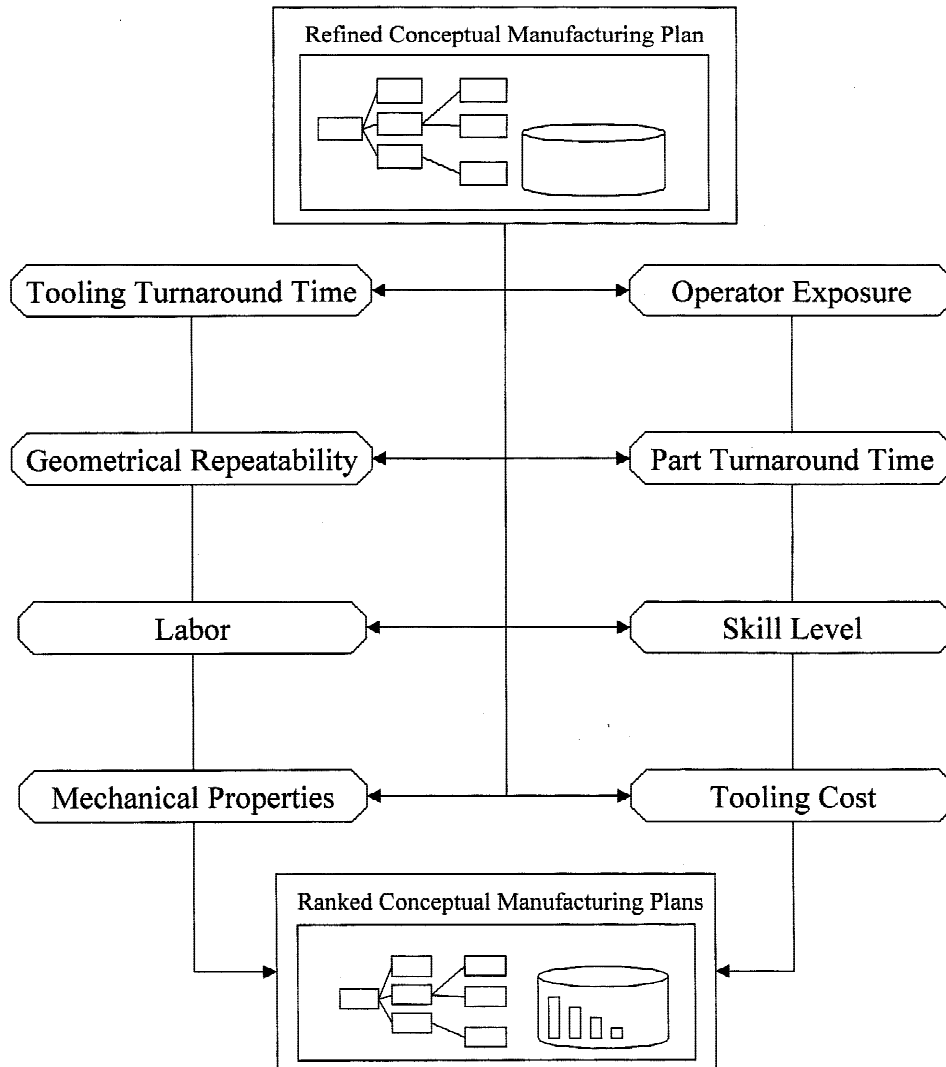 Refined Conceptual Manufacturing Plan
Tooling Turnaround Time
Operator Exposure
Geometrical Repeatability
Part Turnaround Time
Labor
Skill Level
Mechanical Properties
Tooling Cost
Ranked Conceptual Manufacturing Plans